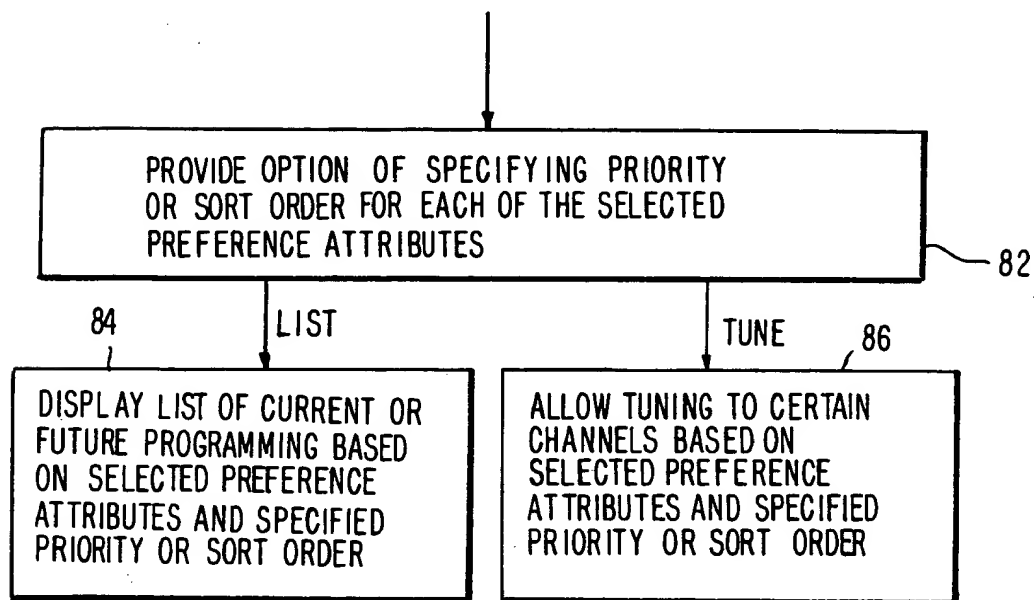 PROVIDE OPTION OF SPECIFYING PRIORITY
OR SORT ORDER FOR EACH OF THE SELECTED
PREFERENCE ATTRIBUTES
82
84
LIST
TUNE
86
DISPLAY LIST OF CURRENT OR
FUTURE PROGRAMMING BASED
ON SELECTED PREFERENCE
ATTRIBUTES AND SPECIFIED
PRIORITY OR SORT ORDER
ALLOW TUNING TO CERTAIN
CHANNELS BASED ON
SELECTED PREFERENCE
ATTRIBUTES AND SPECIFIED
PRIORITY OR SORT ORDER